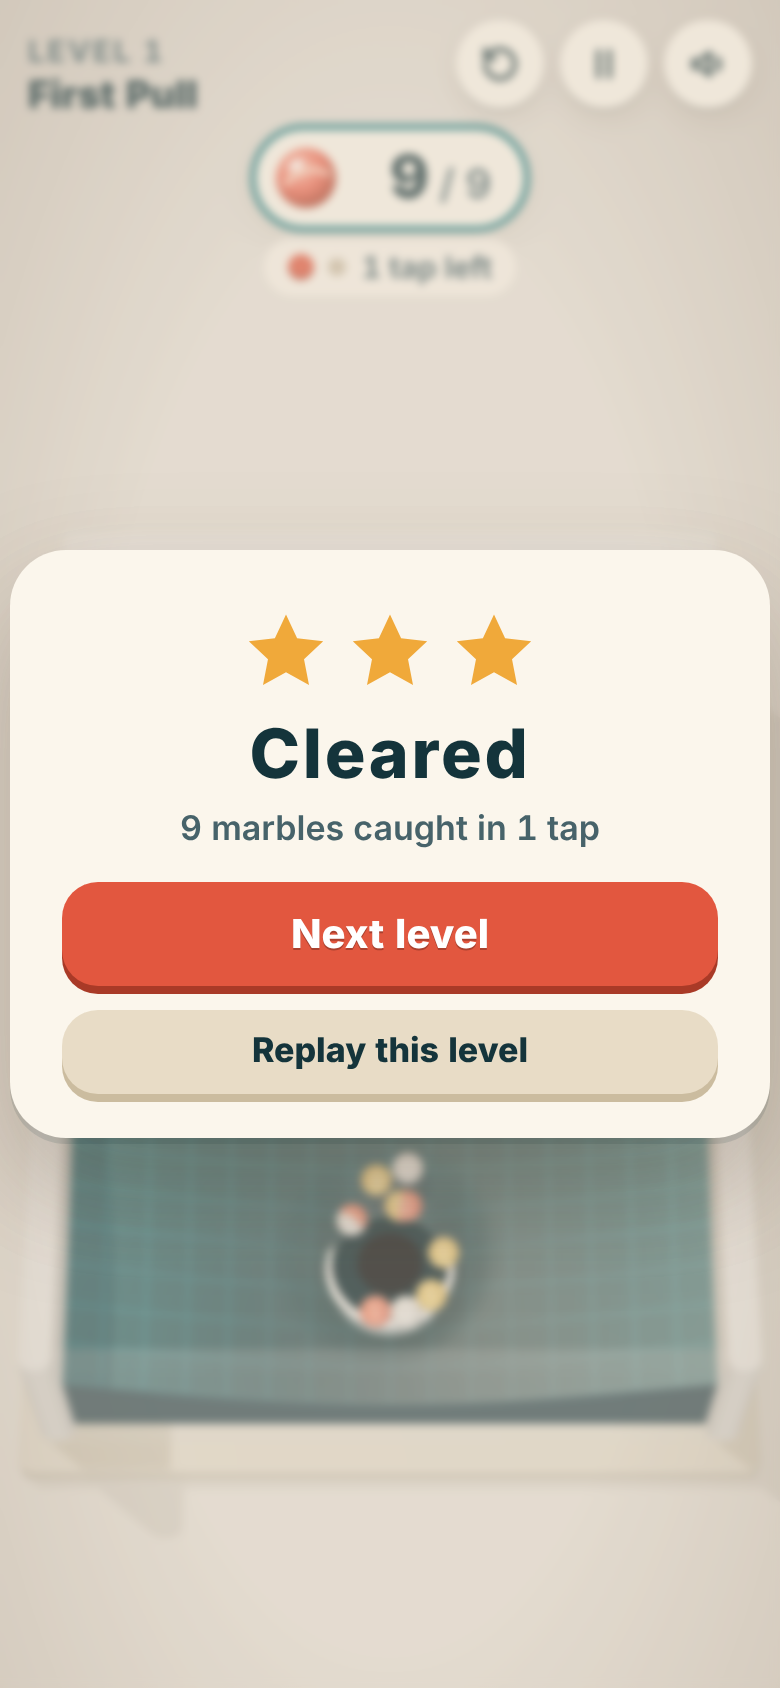 LEVEL 1
First Pull
9 / 9
1 tap left
Cleared
9 marbles caught in 1 tap
Next level
Replay this level